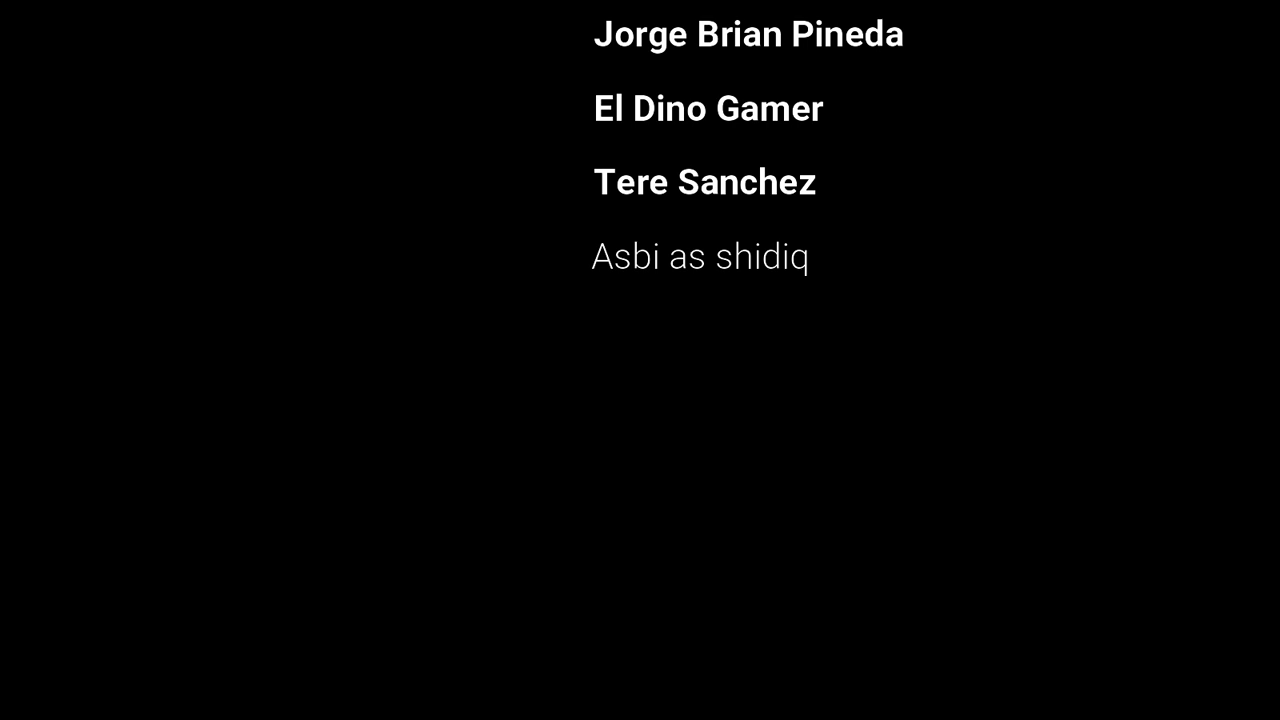 Jorge Brian Pineda
El Dino Gamer
Tere Sanchez
Asbi as shidiq